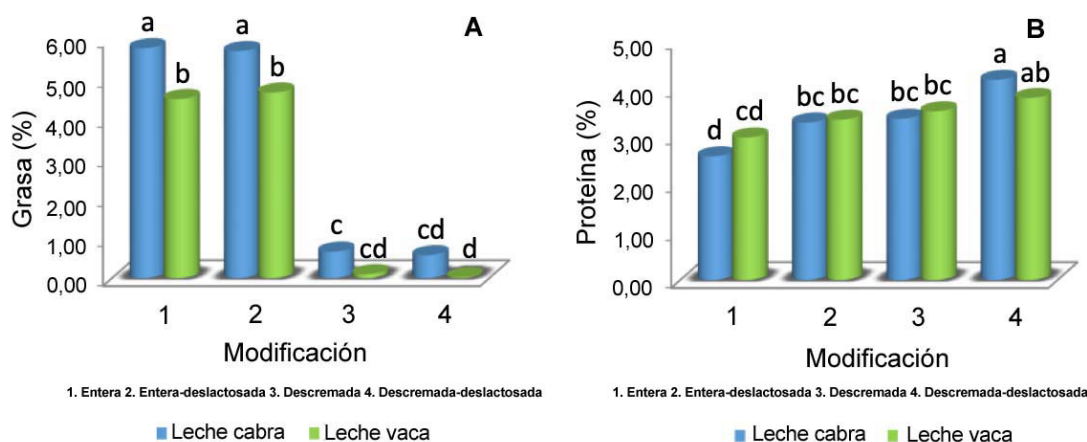 A
6,00
5,00
4,00
3,00
2,00
1,00
0,00
Grasa (%)
a
b
a
b
c
cd
cd
d
1
2
3
4
Modificación
1. Entera 2. Entera-deslactosada 3. Descremada 4. Descremada-deslactosada
Leche cabra
Leche vaca
B
5,00
4,00
3,00
2,00
1,00
0,00
Proteína (%)
d
cd
bc
bc
bc
bc
a
ab
1
2
3
4
Modificación
1. Entera 2. Entera-deslactosada 3. Descremada 4. Descremada-deslactosada
Leche cabra
Leche vaca